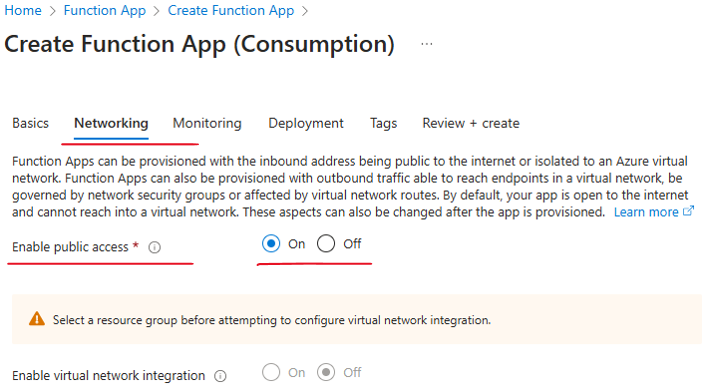 Home > Function App > Create Function App >
Create Function App (Consumption) ...
Basics Networking Monitoring Deployment Tags Review + create
Function Apps can be provisioned with the inbound address being public to the internet or isolated to an Azure virtual
network. Function Apps can also be provisioned with outbound traffic able to reach endpoints in a virtual network, be
governed by network security groups or affected by virtual network routes. By default, your app is open to the internet
and cannot reach into a virtual network. These aspects can also be changed after the app is provisioned. Learn more
Enable public access * On Off
Select a resource group before attempting to configure virtual network integration.
Enable virtual network integration On Off